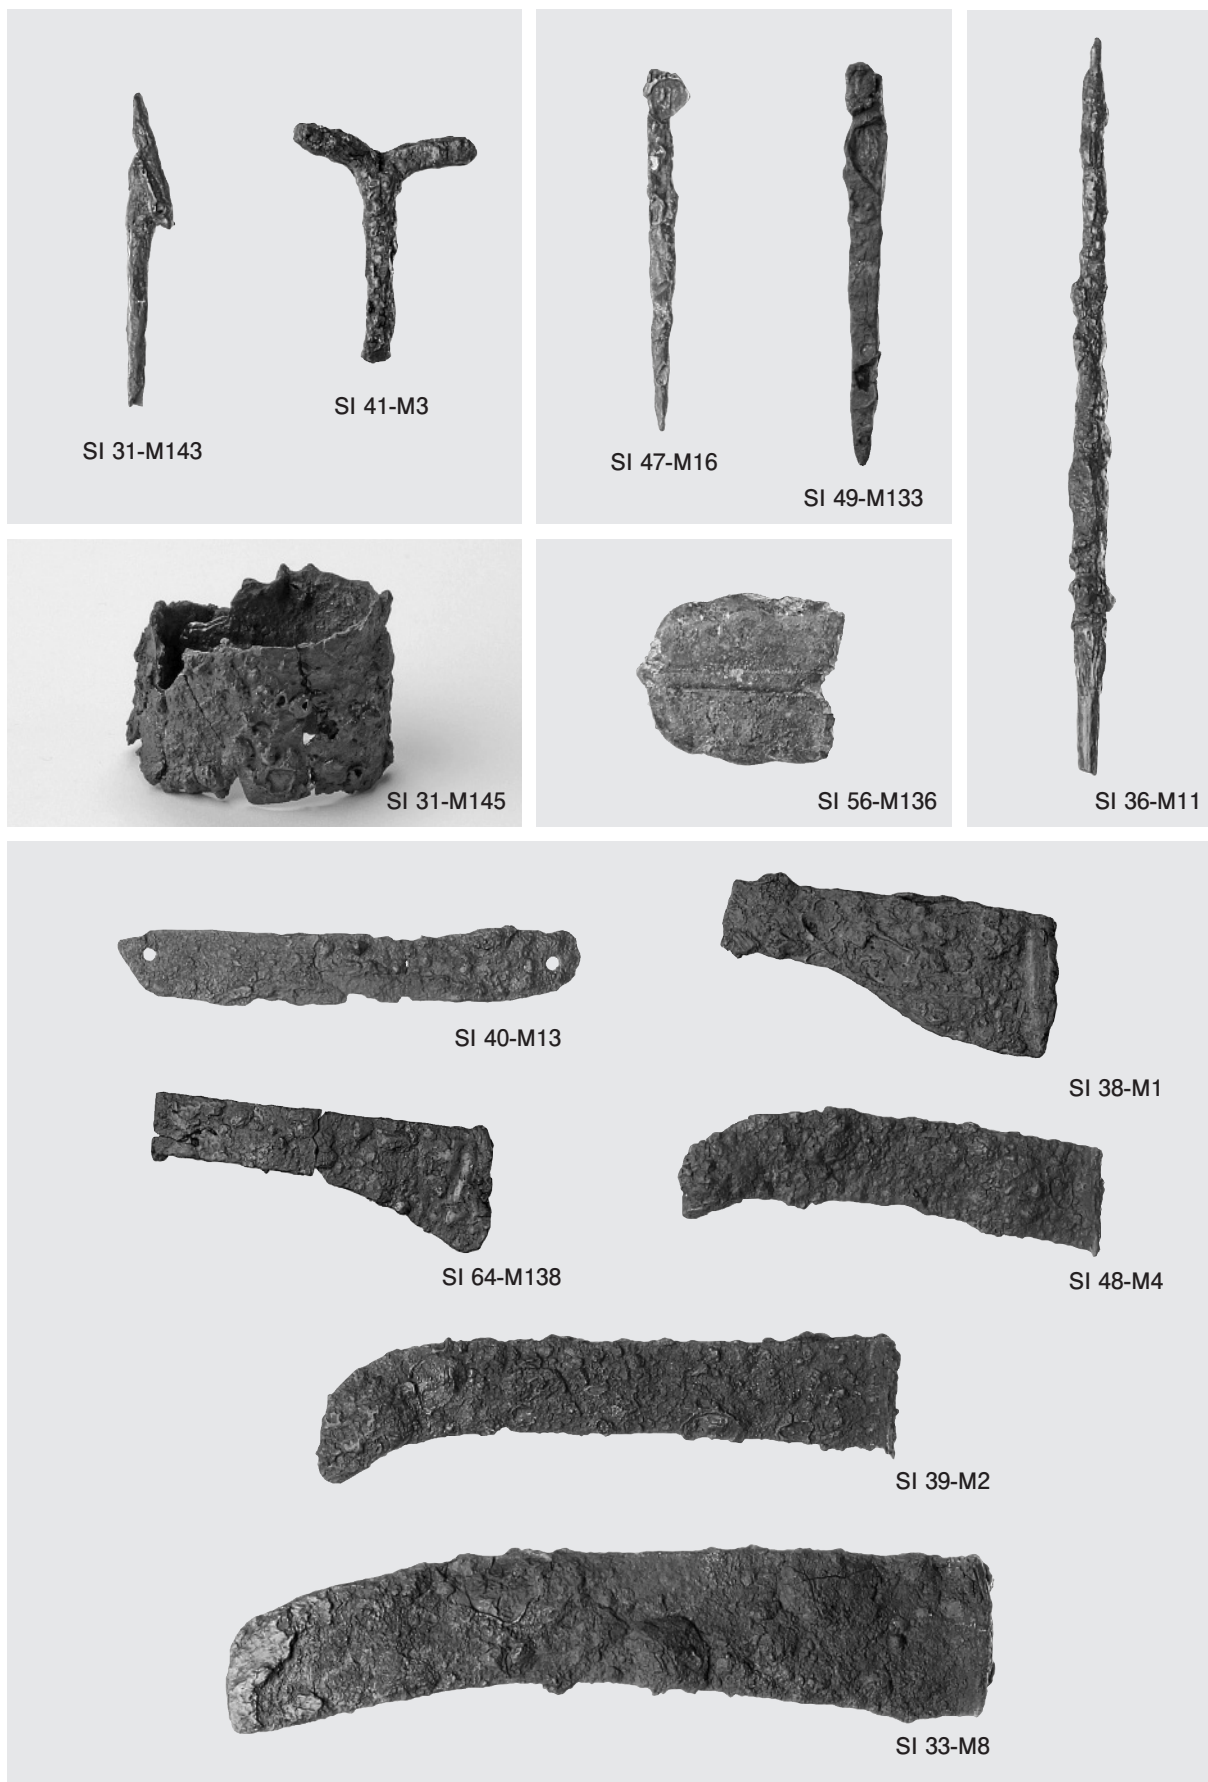 SI 31-M143
SI 41-M3
SI 47-M16
SI 49-M133
SI 31-M145
SI 56-M136
SI 36-M11
SI 40-M13
SI 38-M1
SI 64-M138
SI 48-M4
SI 39-M2
SI 33-M8